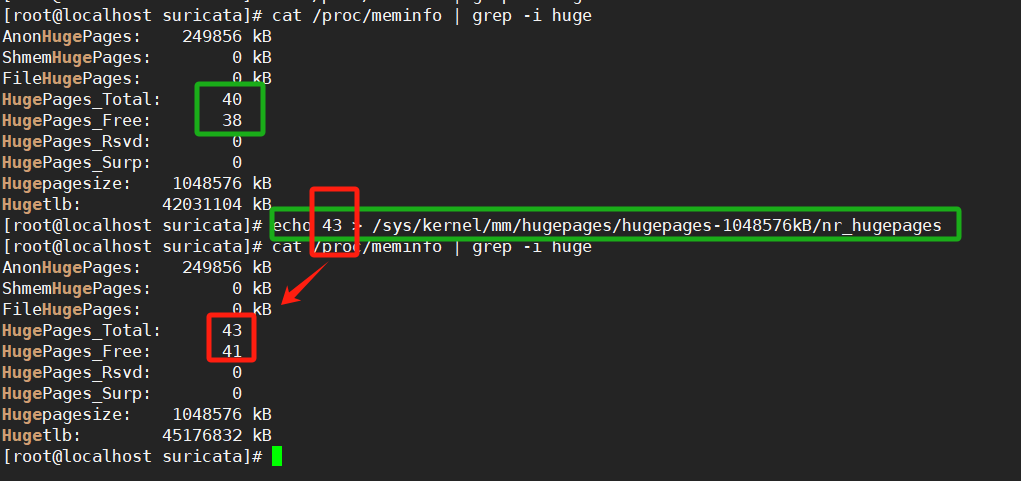 [root@localhost suricata]# cat /proc/meminfo | grep -i huge
AnonHugePages:    249856 kB
ShmemHugePages:        0 kB
FileHugePages:         0 kB
HugePages_Total:      40
HugePages_Free:       38
HugePages_Rsvd:        0
HugePages_Surp:        0
Hugepagesize:    1048576 kB
Hugetlb:        42031104 kB
[root@localhost suricata]# echo 43 > /sys/kernel/mm/hugepages/hugepages-1048576kB/nr_hugepages
[root@localhost suricata]# cat /proc/meminfo | grep -i huge
AnonHugePages:    249856 kB
ShmemHugePages:        0 kB
FileHugePages:         0 kB
HugePages_Total:      43
HugePages_Free:       41
HugePages_Rsvd:        0
HugePages_Surp:        0
Hugepagesize:    1048576 kB
Hugetlb:        45176832 kB
[root@localhost suricata]#